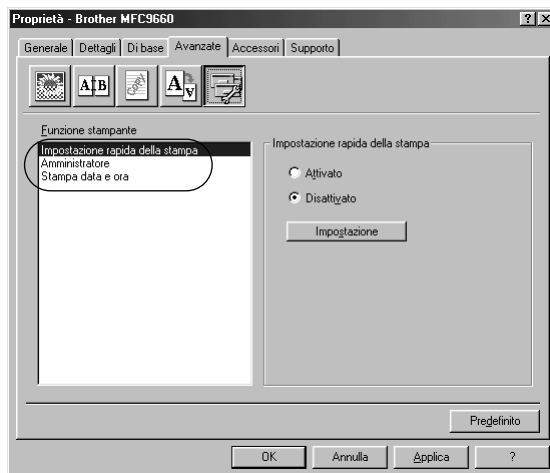 Proprietà - Brother MFC9660
Generale Dettagli Di base Avanzate Accessori Supporto
A B
Copy
A A
Funzione stampante
Impostazione rapida della stampa
Amministratore
Stampa data e ora
Impostazione rapida della stampa
Attivato
Disattivato
Impostazione
Predefinito
OK Annulla Applica ?